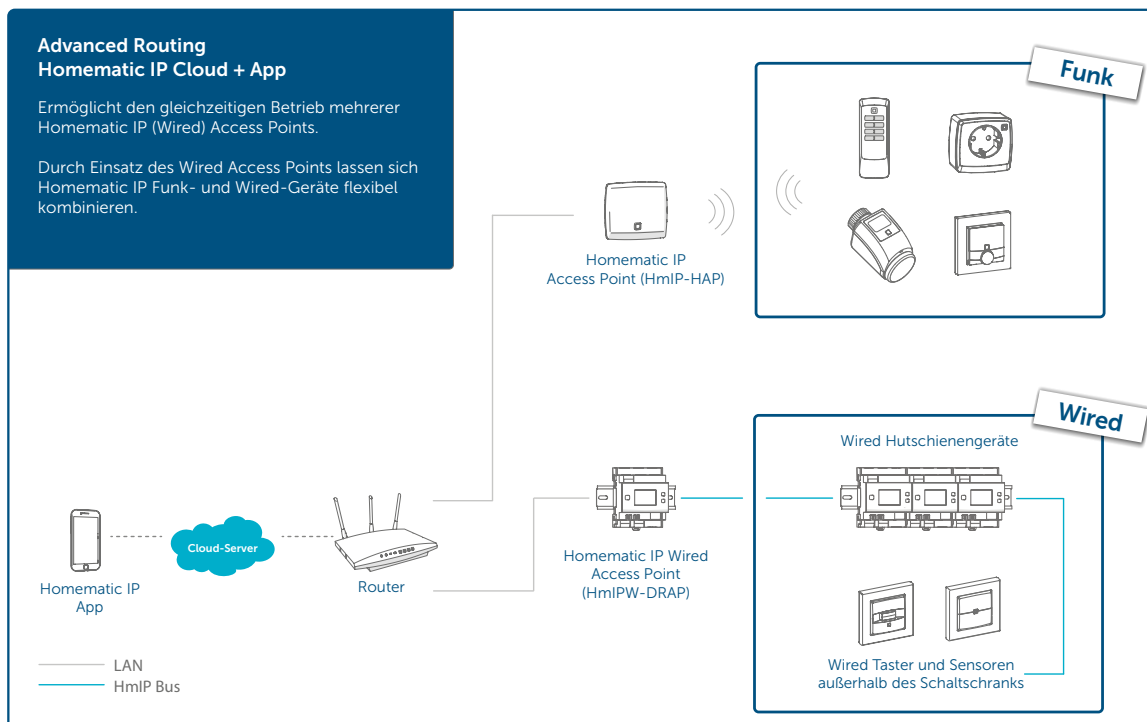 Advanced Routing
Homematic IP Cloud + App
Ermöglicht den gleichzeitigen Betrieb mehrerer
Homematic IP (Wired) Access Points.
Durch Einsatz des Wired Access Points lassen sich
Homematic IP Funk- und Wired-Geräte flexibel
kombinieren.
Funk
Homematic IP
Access Point (HmIP-HAP)
Wired
Wired Hutschienengeräte
Cloud-Server
Homematic IP
App
Router
Homematic IP Wired
Access Point
(HmIPW-DRAP)
Wired Taster und Sensoren
außerhalb des Schaltschranks
LAN
HmIP Bus